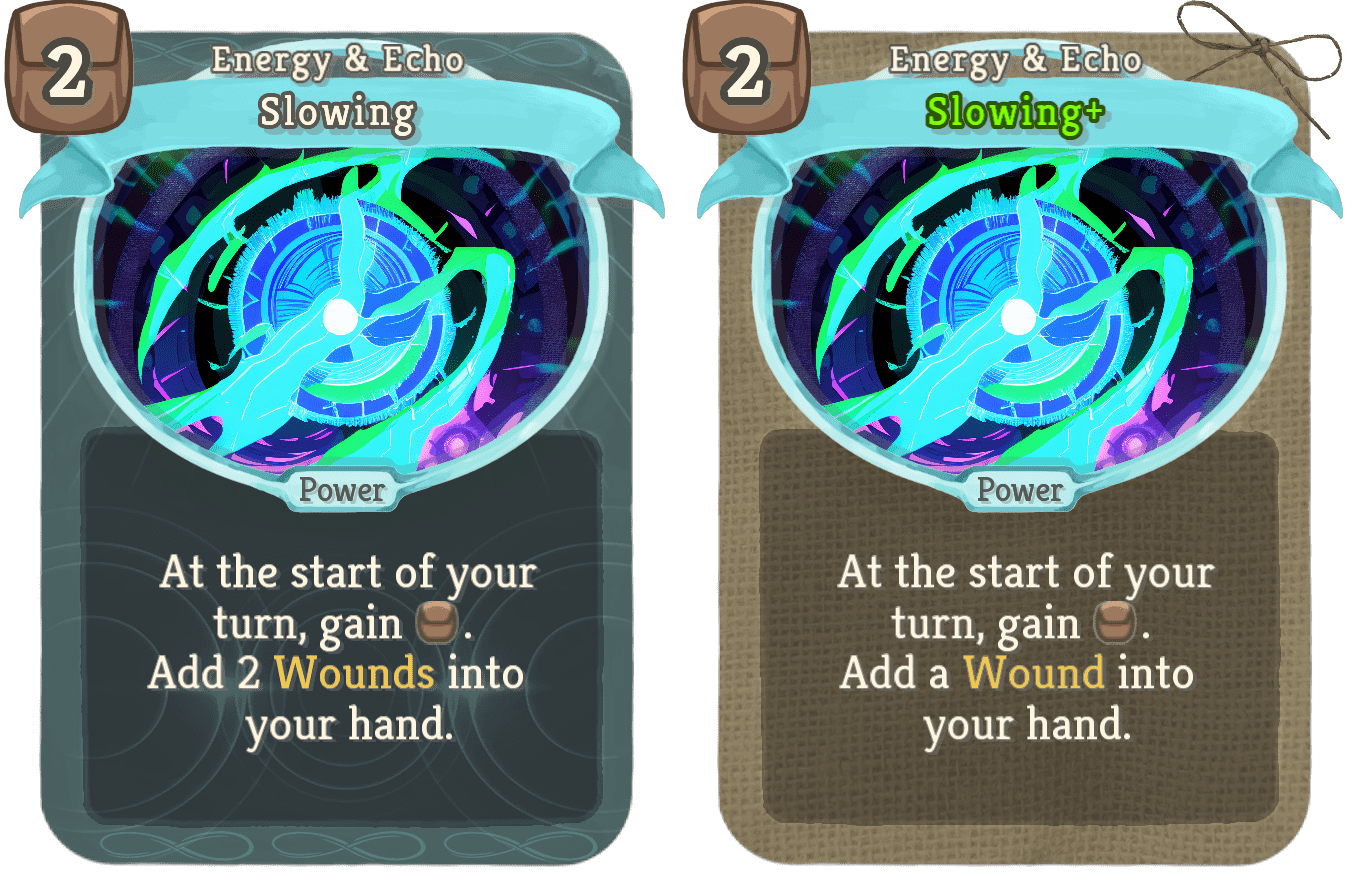 2
Energy & Echo
Slowing
Power
At the start of your
turn, gain .
Add 2 Wounds into
your hand.
2
Energy & Echo
Slowing+
Power
At the start of your
turn, gain .
Add a Wound into
your hand.